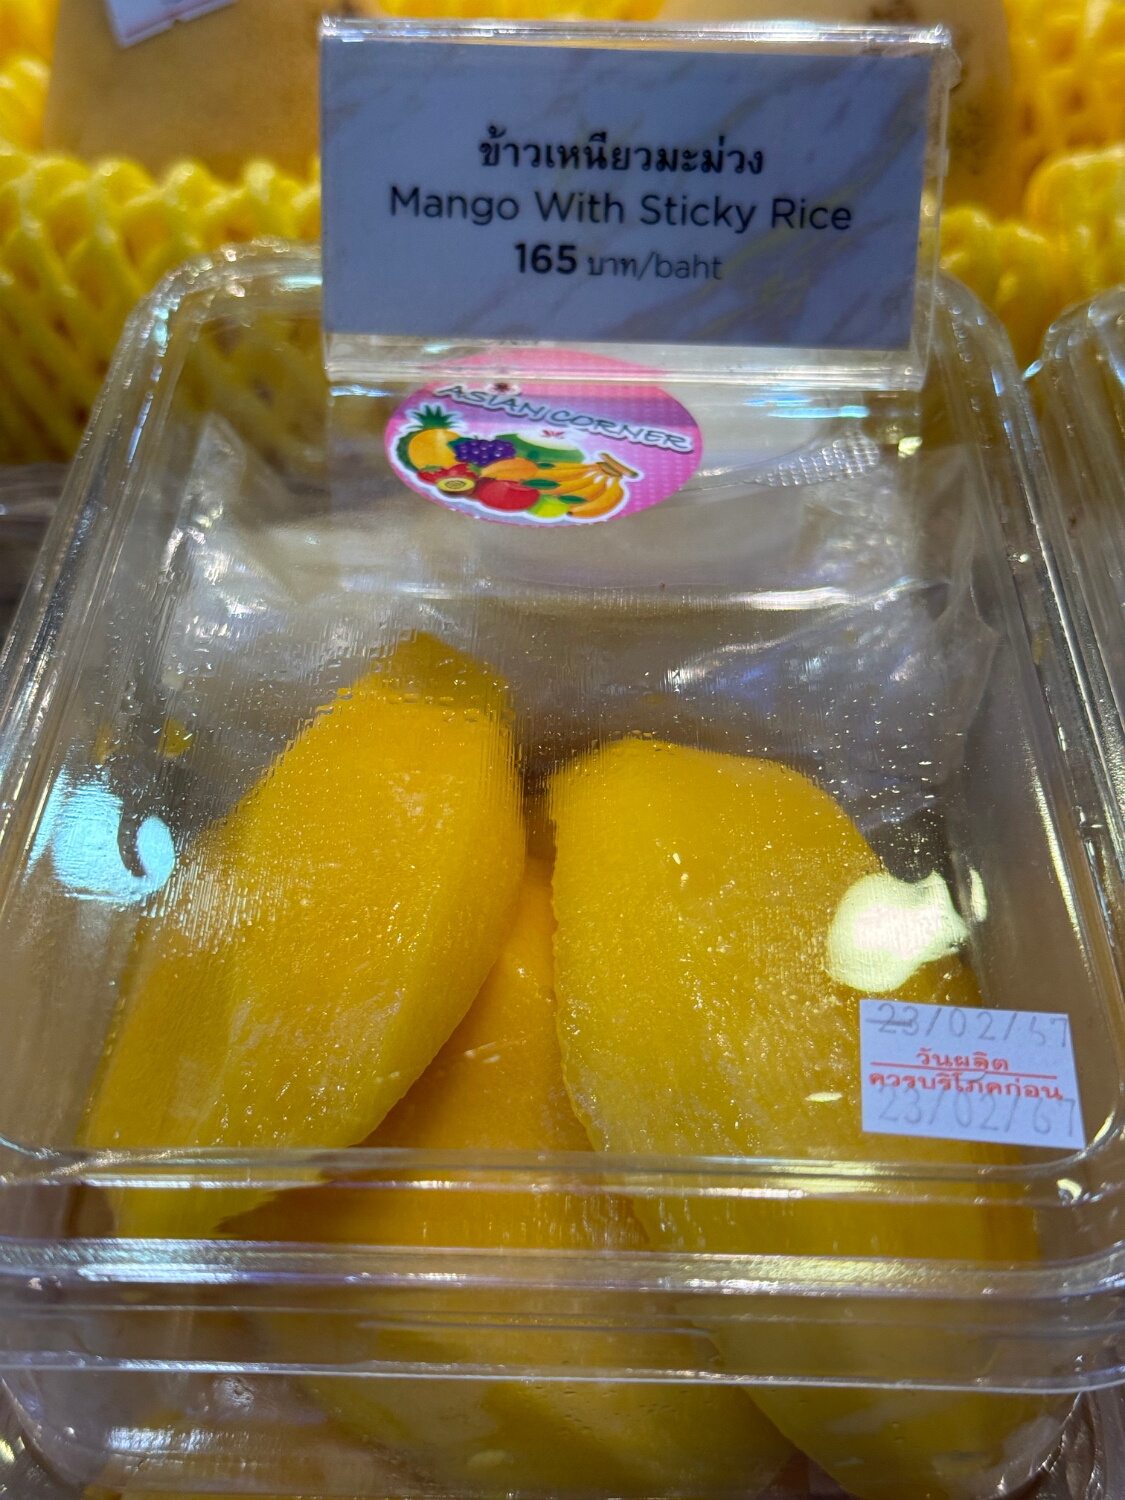 ข้าวเหนียวมะม่วง
Mango With Sticky Rice
165 บาท/baht
ASIAN CORNER
23/02/67
วันผลิต
ควรบริโภคก่อน
23/02/67